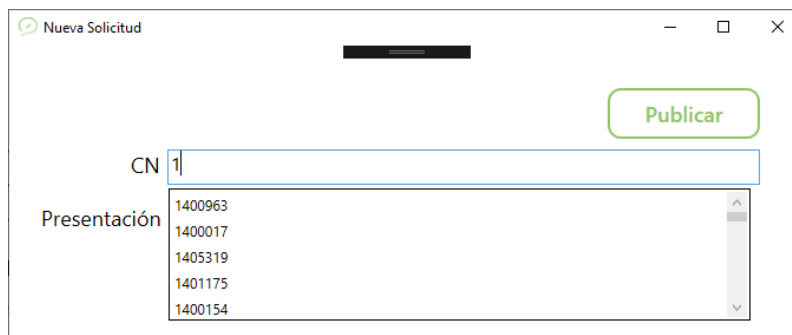 Nueva Solicitud
Publicar
CN 1
Presentación
1400963
1400017
1405319
1401175
1400154